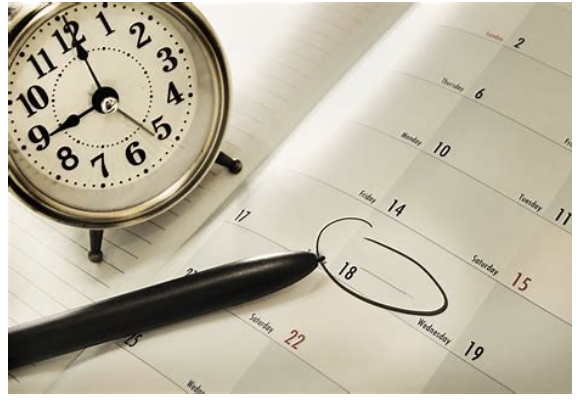 12
1
2
3
4
5
6
7
8
9
10
11
Sunday 2
Thursday 6
Monday 10
Tuesday 11
Friday 14
Saturday 15
17
18
Wednesday 19
Saturday 22
25